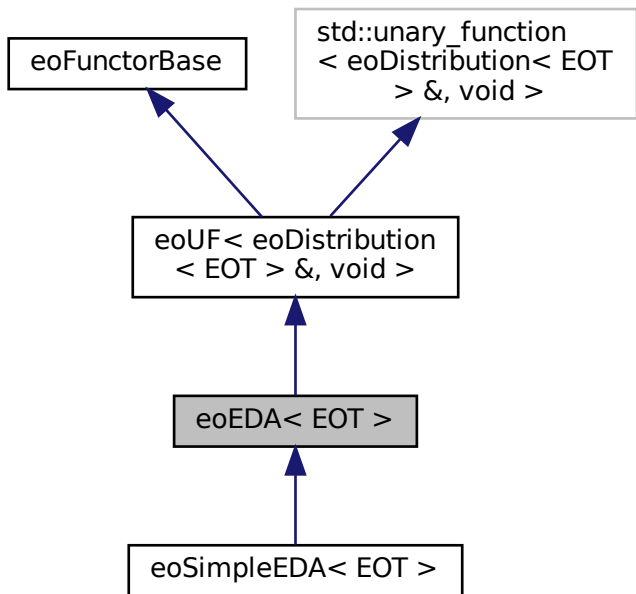 eoFunctorBase
std::unary_function
< eoDistribution< EOT
> &, void >
eoUF< eoDistribution
< EOT > &, void >
eoEDA< EOT >
eoSimpleEDA< EOT >